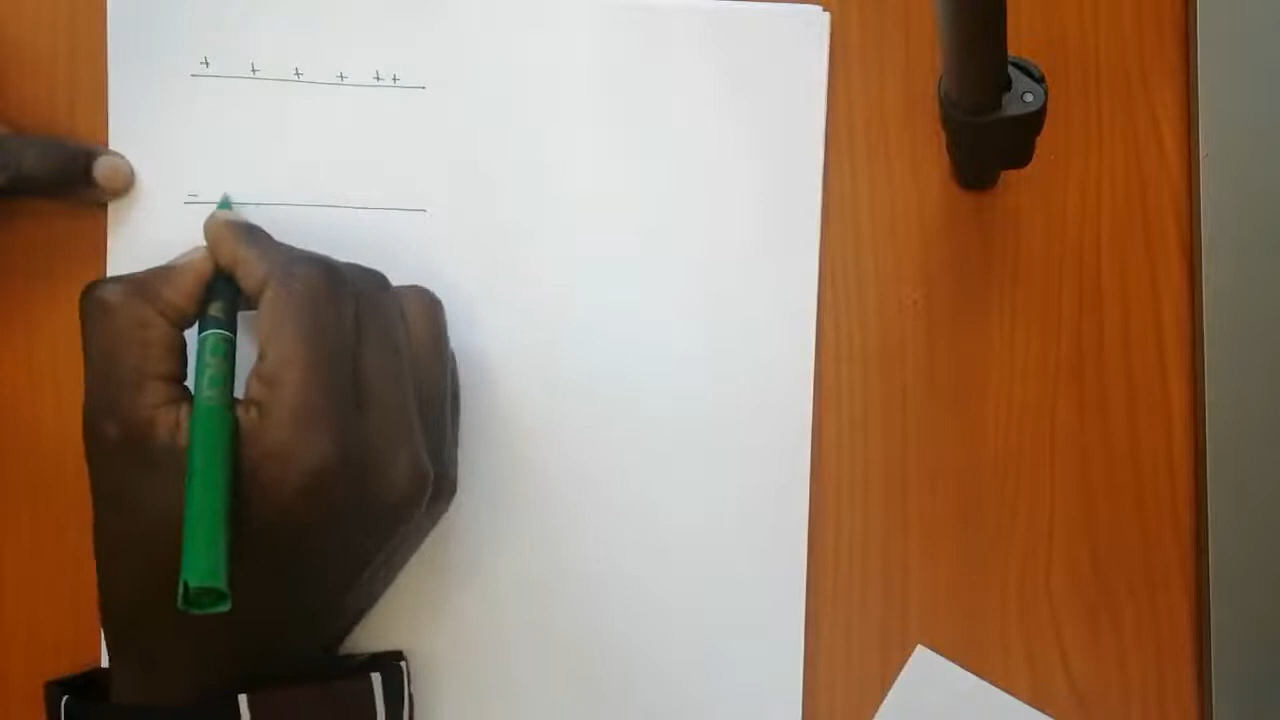 + + + + + +
-